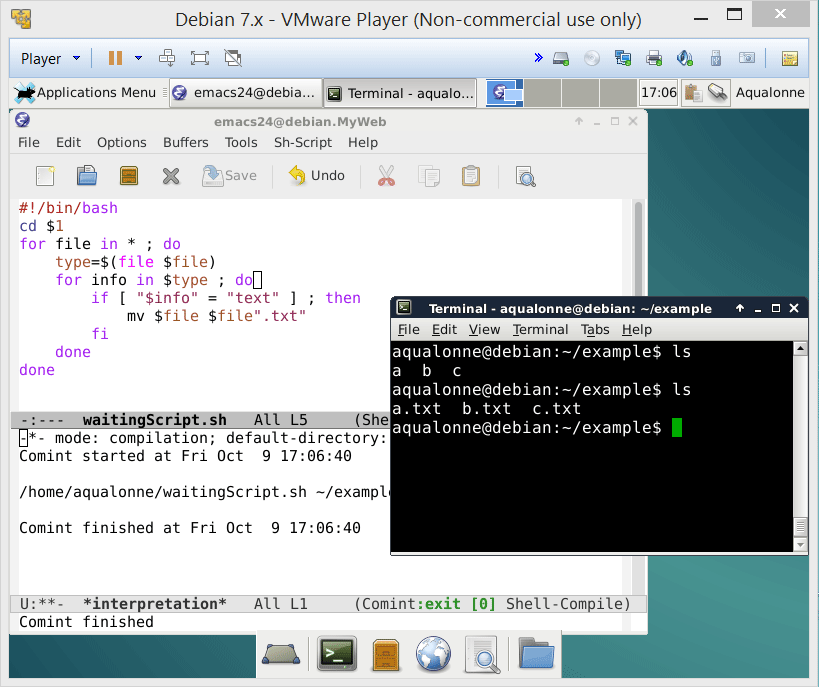 Debian 7.x - VMware Player (Non-commercial use only)
Player
Applications Menu emacs24@debia... Terminal - aqualo... 17:06 Aqualonne
emacs24@debian.MyWeb
File Edit Options Buffers Tools Sh-Script Help
Save Undo
#!/bin/bash
cd $1
for file in * ; do
    type=$(file $file)
    for info in $type ; do
        if [ "$info" = "text" ] ; then
            mv $file $file".txt"
        fi
    done
done
-:--- waitingScript.sh All L5 (She
-*- mode: compilation; default-directory:
Comint started at Fri Oct  9 17:06:40
/home/aqualonne/waitingScript.sh ~/example
Comint finished at Fri Oct  9 17:06:40
U:**- *interpretation* All L1 (Comint:exit [0] Shell-Compile)
Comint finished
Terminal - aqualonne@debian: ~/example
File Edit View Terminal Tabs Help
aqualonne@debian:~/example$ ls
a  b  c
aqualonne@debian:~/example$ ls
a.txt  b.txt  c.txt
aqualonne@debian:~/example$